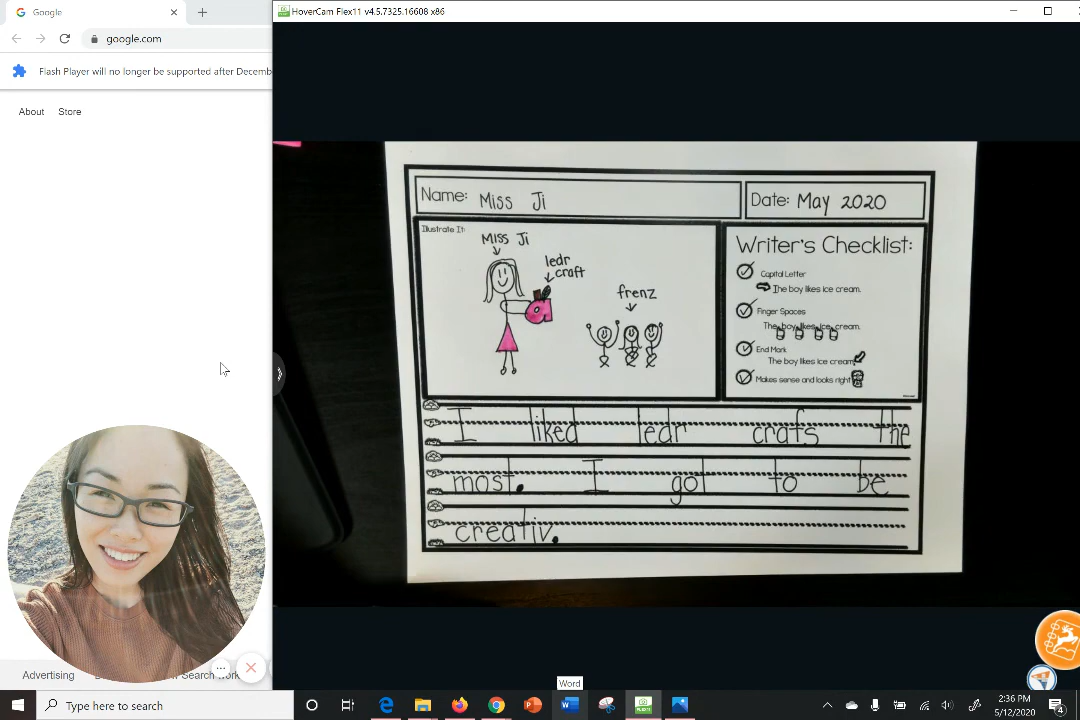 Google
HoverCam Flex11 v4.5.7325.16608 x86
google.com
Flash Player will no longer be supported after Decemb
About Store
Name: Miss Ji
Date: May 2020
Illustrate It:
Miss Ji
ledr
craft
frenz
Writer's Checklist:
Capital Letter
The boy likes ice cream.
Finger Spaces
The boy likes ice cream.
End Mark
The boy likes ice cream.
Makes sense and looks right
I liked ledr crafs the
most. I got to be
creativ.
Advertising
Search work
Word
Type here to search
2:36 PM
5/12/2020
4